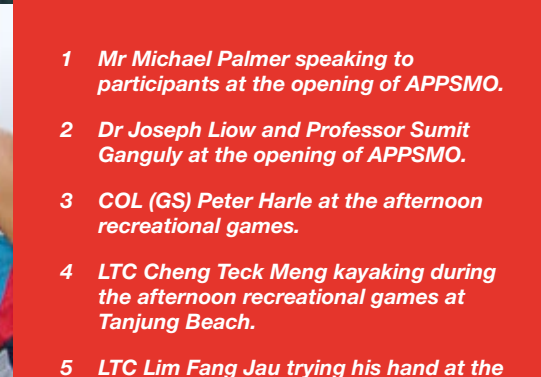 1 Mr Michael Palmer speaking to
participants at the opening of APPSMO.
2 Dr Joseph Liow and Professor Sumit
Ganguly at the opening of APPSMO.
3 COL (GS) Peter Harle at the afternoon
recreational games.
4 LTC Cheng Teck Meng kayaking during
the afternoon recreational games at
Tanjung Beach.
5 LTC Lim Fang Jau trying his hand at the